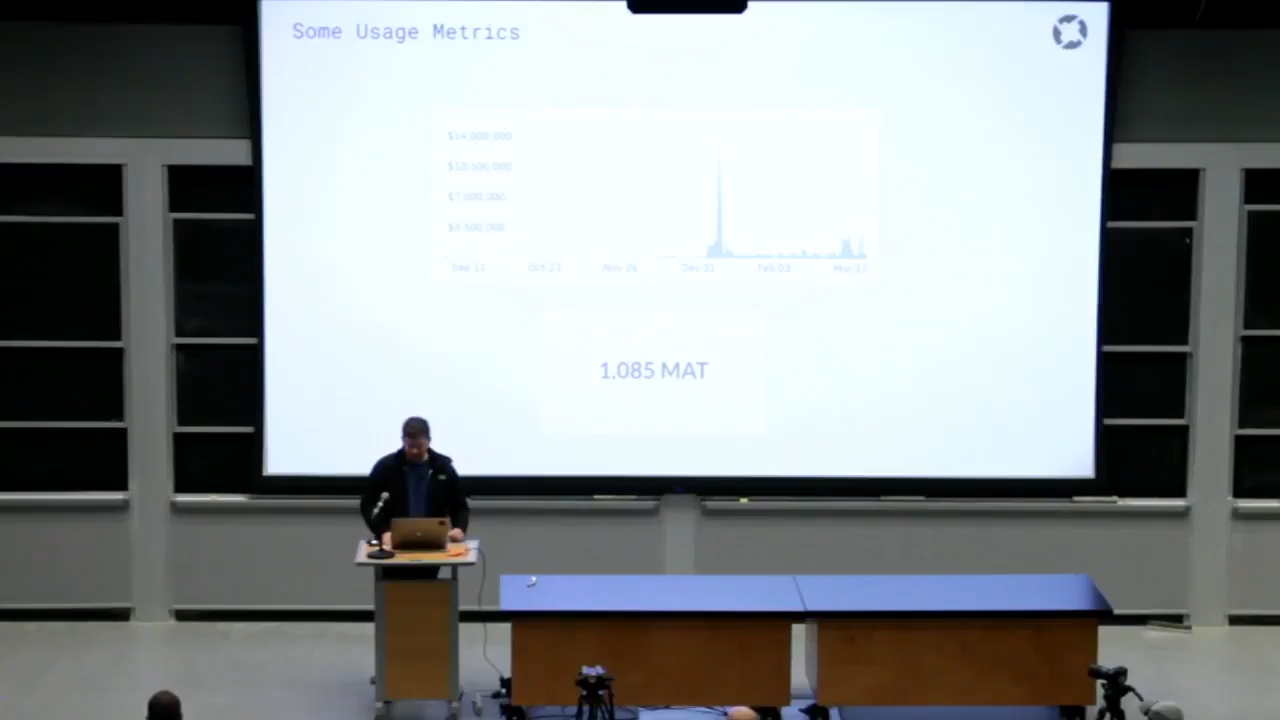 Some Usage Metrics
$14,000,000
$10,500,000
$7,000,000
$3,500,000
Sep 11 Oct 22 Nov 26 Dec 31 Feb 03 Mar 17
1.085 MAT